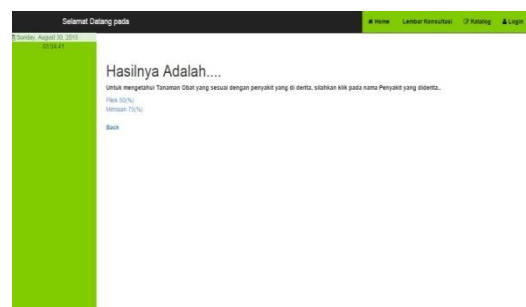 Selamat Datang pada
Home Lembar Konsultasi Katalog Login
Sunday, August 30, 2015
03:34:41
Hasilnya Adalah....
Untuk mengetahui Tanaman Obat yang sesuai dengan penyakit yang di derita, silahkan klik pada nama Penyakit yang diderita..
Pilek 50(%)
Mimisan 75(%)
Back